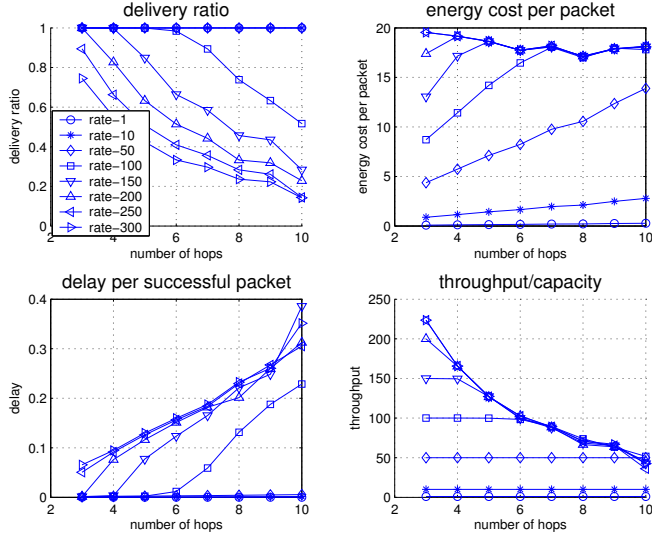 delivery ratio
delivery ratio
1
0.8
0.6
0.4
0.2
0
rate-1
rate-10
rate-50
rate-100
rate-150
rate-200
rate-250
rate-300
2 4 6 8 10
number of hops
energy cost per packet
energy cost per packet
20
15
10
5
0
2 4 6 8 10
number of hops
delay per successful packet
delay
0.4
0.3
0.2
0.1
0
2 4 6 8 10
number of hops
throughput/capacity
throughput
250
200
150
100
50
0
2 4 6 8 10
number of hops